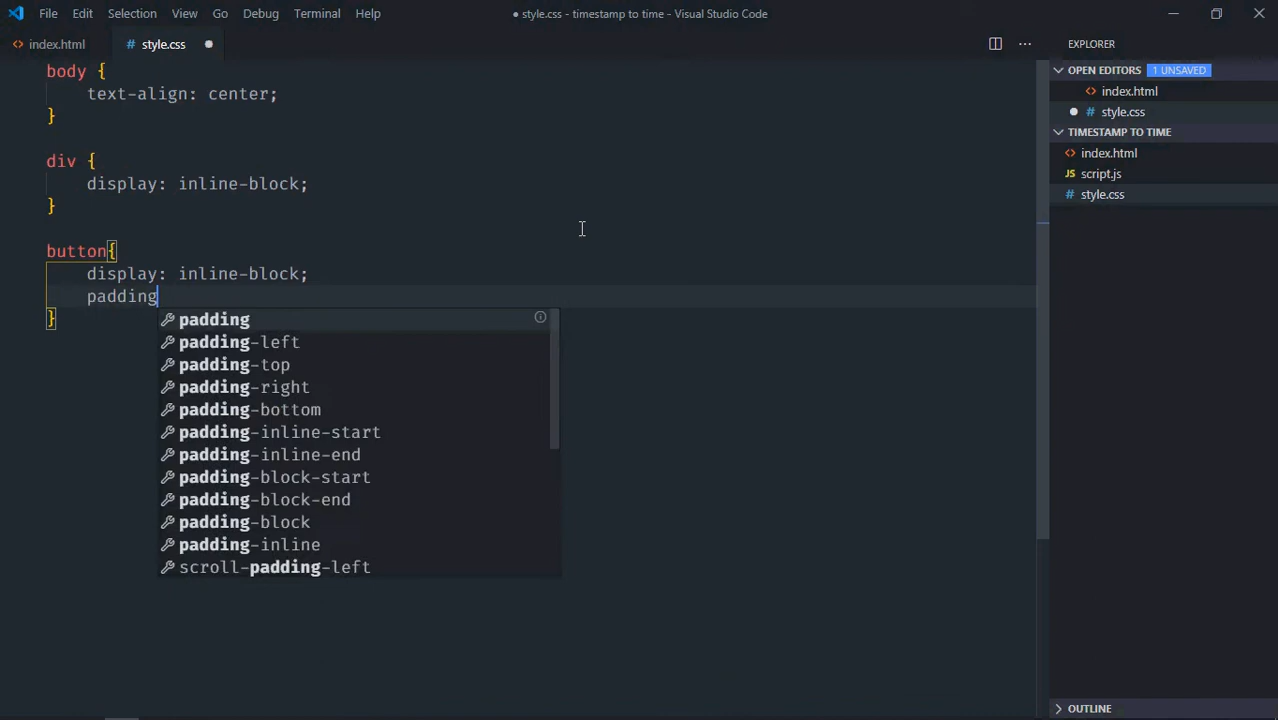 File Edit Selection View Go Debug Terminal Help
● style.css - timestamp to time - Visual Studio Code
<> index.html
# style.css ●
body {
text-align: center;
}
div {
display: inline-block;
}
button{
display: inline-block;
padding
}
padding
padding-left
padding-top
padding-right
padding-bottom
padding-inline-start
padding-inline-end
padding-block-start
padding-block-end
padding-block
padding-inline
scroll-padding-left
EXPLORER
OPEN EDITORS 1 UNSAVED
<> index.html
● # style.css
TIMESTAMP TO TIME
<> index.html
JS script.js
# style.css
OUTLINE